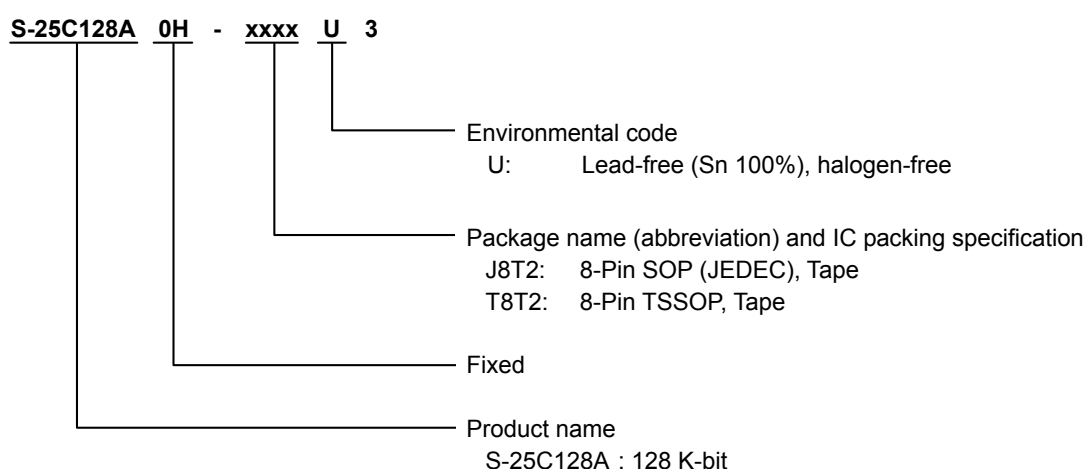 S-25C128A 0H - xxxx U 3
Environmental code
U: Lead-free (Sn 100%), halogen-free
Package name (abbreviation) and IC packing specification
J8T2: 8-Pin SOP (JEDEC), Tape
T8T2: 8-Pin TSSOP, Tape
Fixed
Product name
S-25C128A : 128 K-bit